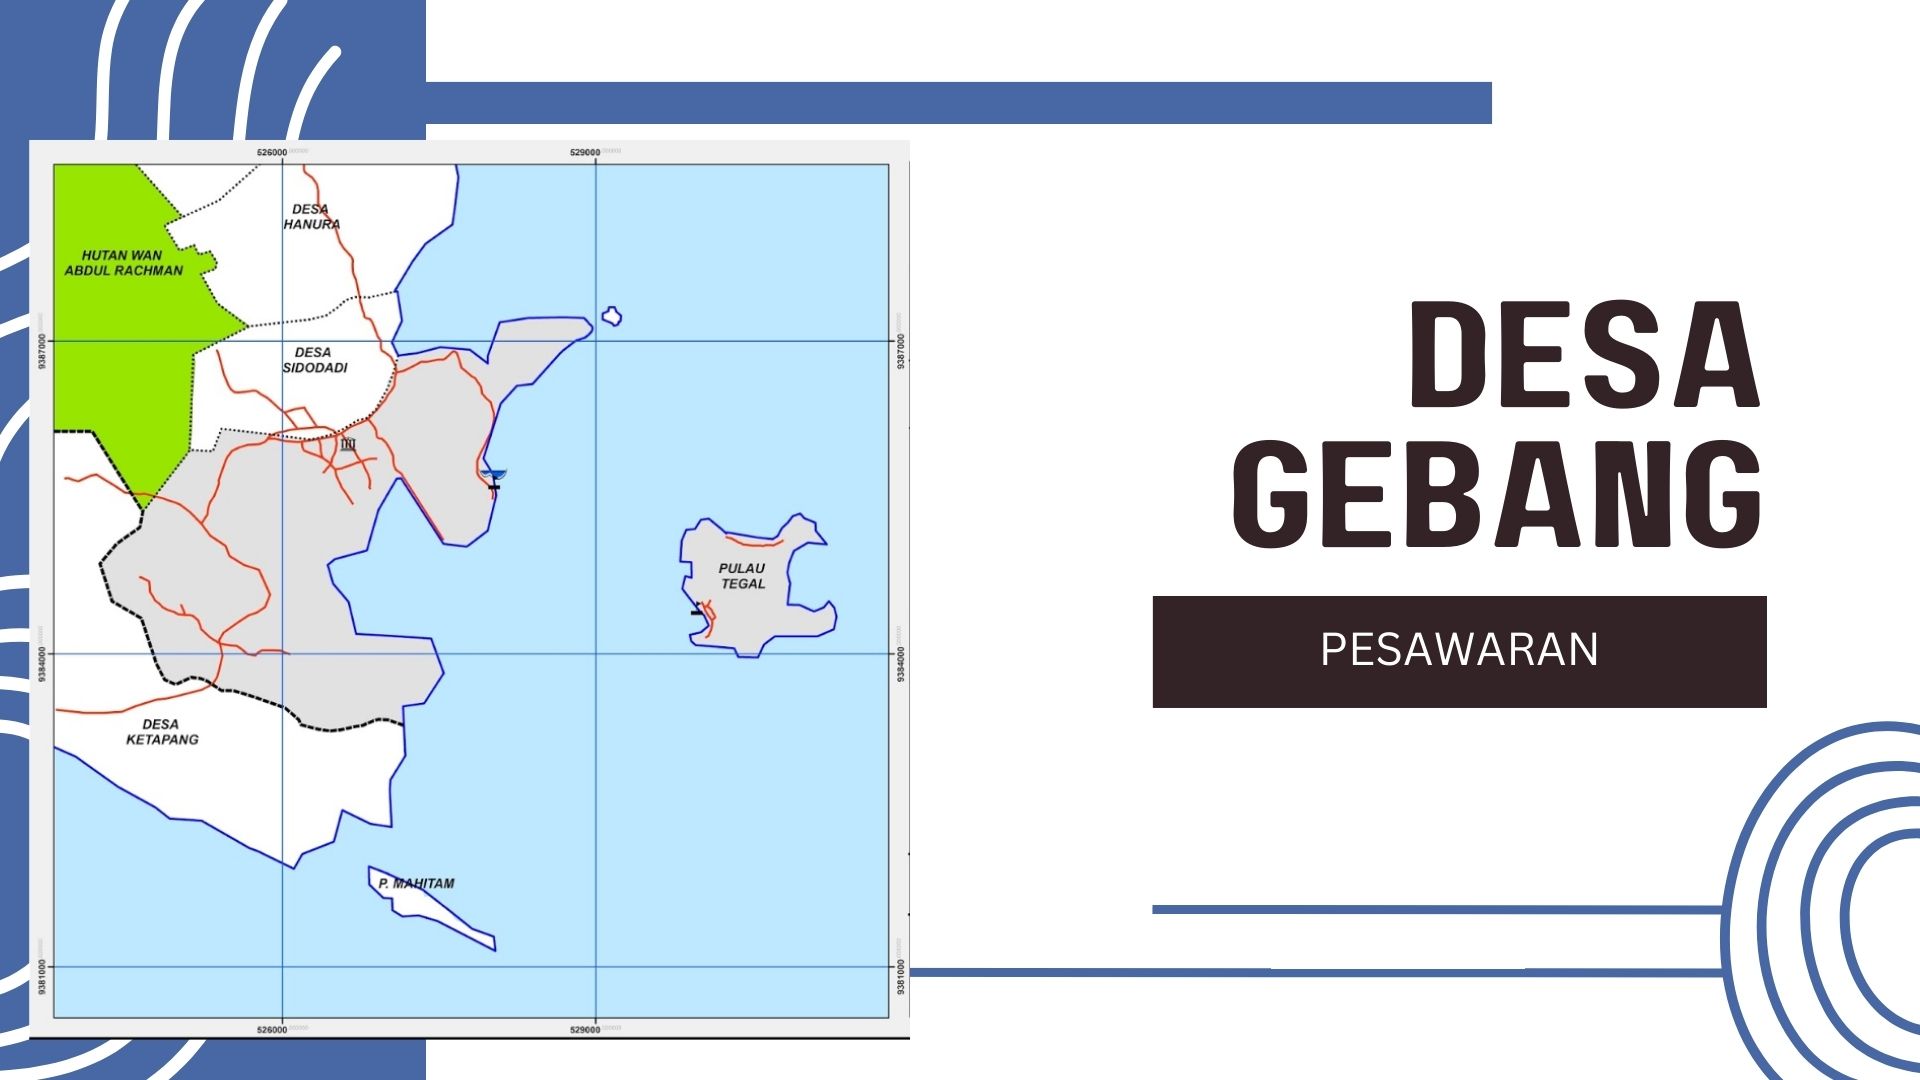 526000
529000
DESA
HANURA
HUTAN WAN
ABDUL RACHMAN
9387000
9387000
DESA
SIDODADI
PULAU
TEGAL
9384000
9384000
DESA
KETAPANG
P. MAHITAM
9381000
9381000
526000
529000
DESA
GEBANG
PESAWARAN